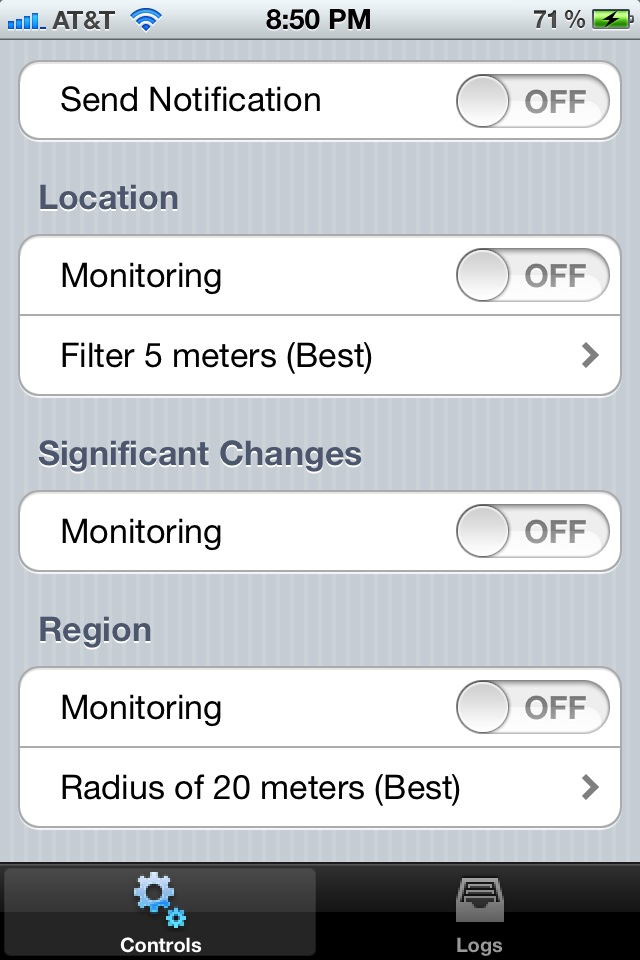 AT&T 8:50 PM 71 %
Send Notification OFF
Location
Monitoring OFF
Filter 5 meters (Best)
Significant Changes
Monitoring OFF
Region
Monitoring OFF
Radius of 20 meters (Best)
Controls Logs